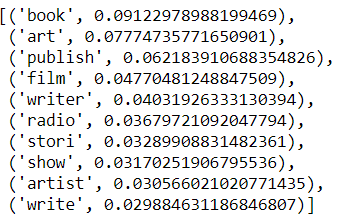 [('book', 0.09122978988199469),
('art', 0.07774735771650901),
('publish', 0.062183910688354826),
('film', 0.04770481248847509),
('writer', 0.04031926333130394),
('radio', 0.03679721092047794),
('stori', 0.03289908831482361),
('show', 0.03170251906795536),
('artist', 0.030566021020771435),
('write', 0.029884631186846807)]